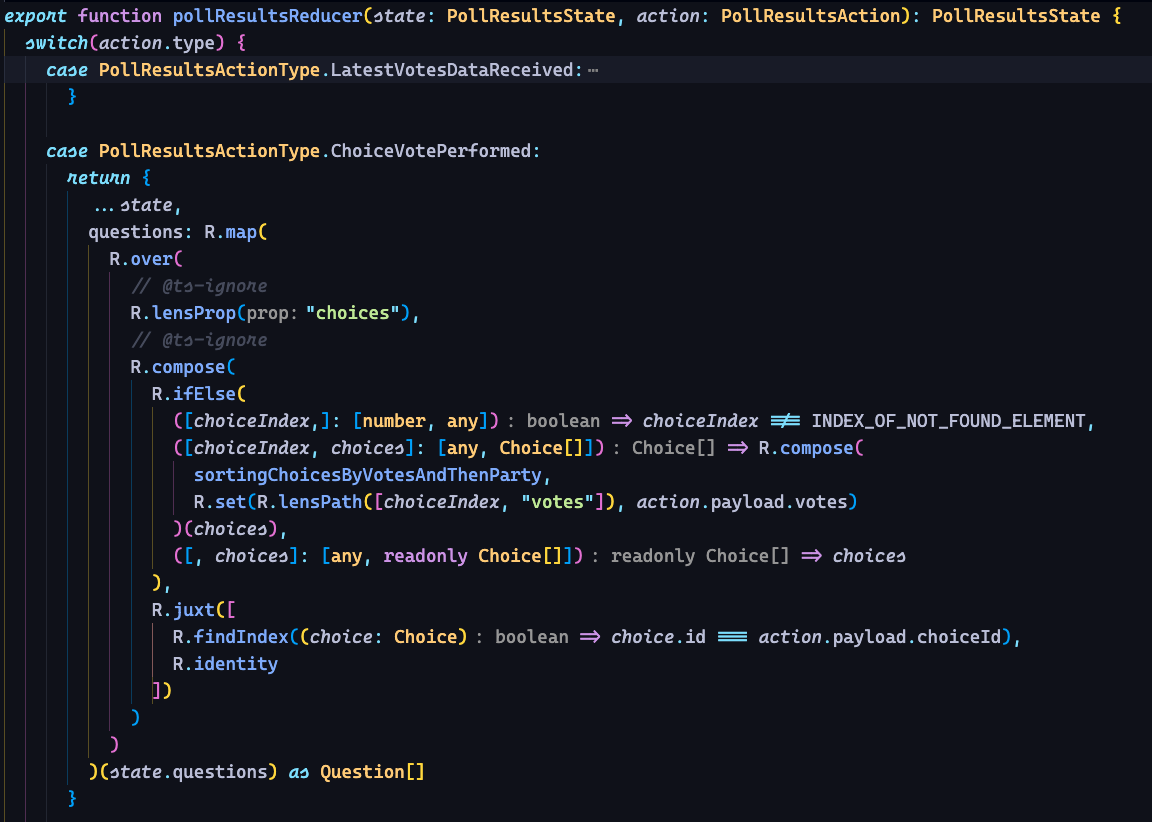 export function pollResultsReducer(state: PollResultsState, action: PollResultsAction): PollResultsState {
switch(action.type) {
case PollResultsActionType.LatestVotesDataReceived: ⋯
}
case PollResultsActionType.ChoiceVotePerformed:
return {
...state,
questions: R.map(
R.over(
// @ts-ignore
R.lensProp(prop: "choices"),
// @ts-ignore
R.compose(
R.ifElse(
([choiceIndex,]: [number, any]) : boolean => choiceIndex !== INDEX_OF_NOT_FOUND_ELEMENT,
([choiceIndex, choices]: [any, Choice[]]) : Choice[] => R.compose(
sortingChoicesByVotesAndThenParty,
R.set(R.lensPath([choiceIndex, "votes"]), action.payload.votes)
)(choices),
([, choices]: [any, readonly Choice[]]) : readonly Choice[] => choices
),
R.juxt([
R.findIndex((choice: Choice) : boolean => choice.id === action.payload.choiceId),
R.identity
])
)
)
)(state.questions) as Question[]
}